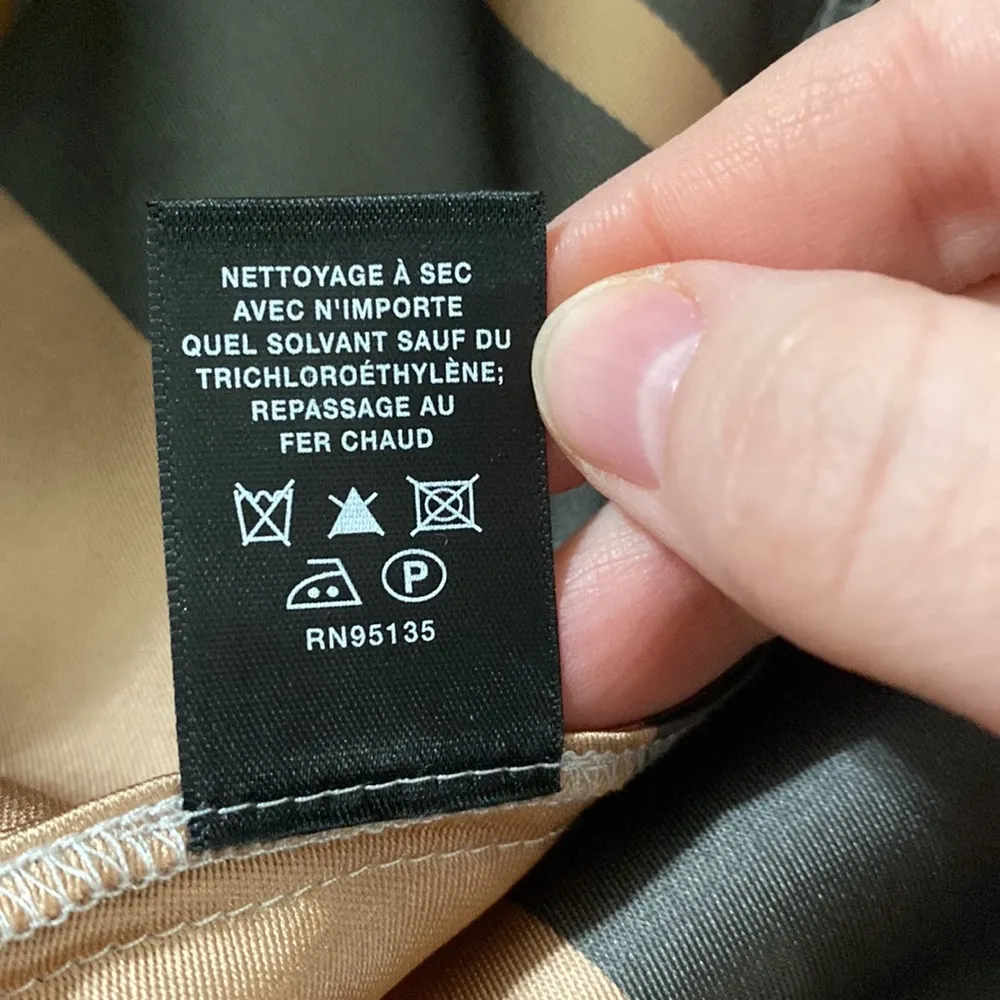 NETTOYAGE À SEC
AVEC N'IMPORTE
QUEL SOLVANT SAUF DU
TRICHLOROÉTHYLÈNE;
REPASSAGE AU
FER CHAUD
P
RN95135